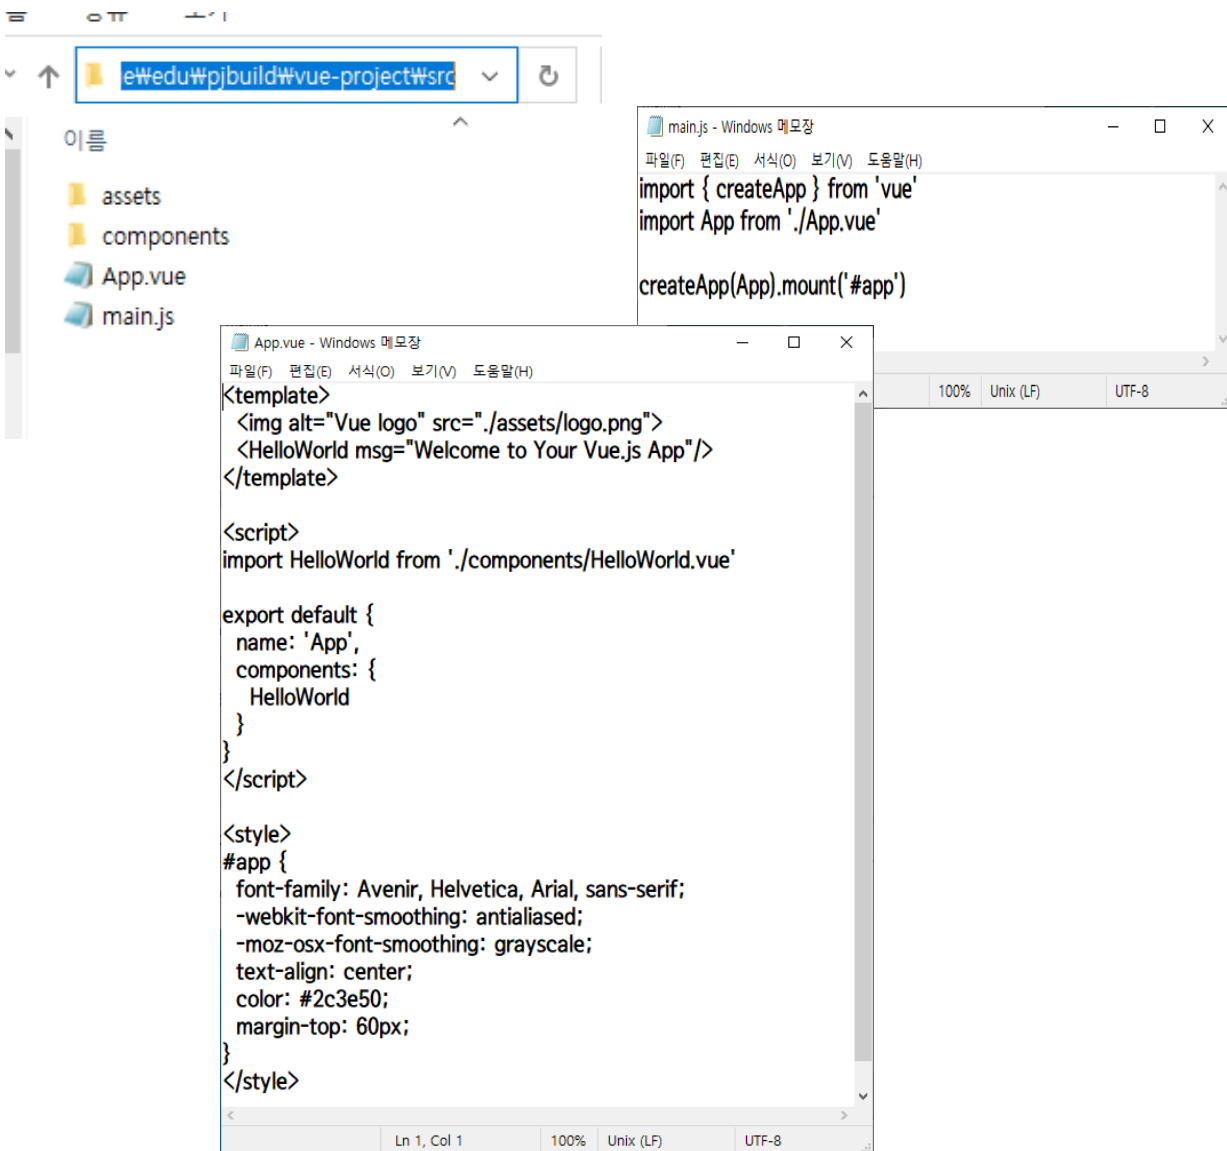 e₩edu₩pjbuild₩vue-project₩src
이름
assets
components
App.vue
main.js
main.js - Windows 메모장
파일(F) 편집(E) 서식(O) 보기(V) 도움말(H)
import { createApp } from 'vue'
import App from './App.vue'
createApp(App).mount('#app')
100% Unix (LF) UTF-8
App.vue - Windows 메모장
파일(F) 편집(E) 서식(O) 보기(V) 도움말(H)
<template>
  <img alt="Vue logo" src="./assets/logo.png">
  <HelloWorld msg="Welcome to Your Vue.js App"/>
</template>
<script>
import HelloWorld from './components/HelloWorld.vue'
export default {
  name: 'App',
  components: {
    HelloWorld
  }
}
</script>
<style>
#app {
  font-family: Avenir, Helvetica, Arial, sans-serif;
  -webkit-font-smoothing: antialiased;
  -moz-osx-font-smoothing: grayscale;
  text-align: center;
  color: #2c3e50;
  margin-top: 60px;
}
</style>
Ln 1, Col 1 100% Unix (LF) UTF-8